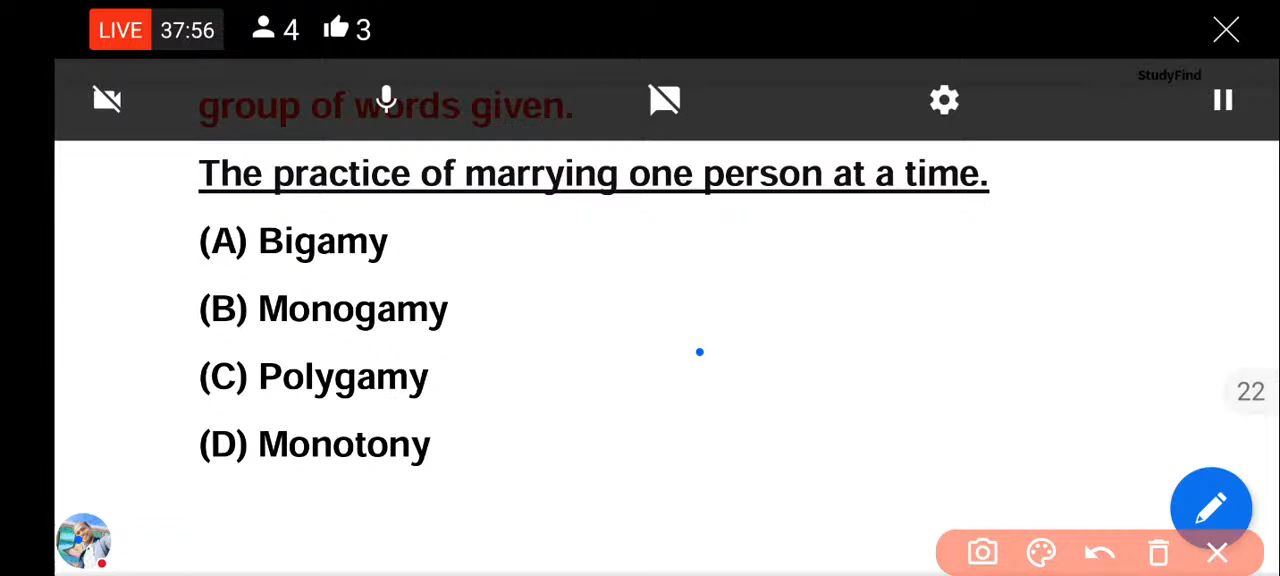 LIVE 37:56 4 3
StudyFind
group of words given.
The practice of marrying one person at a time.
(A) Bigamy
(B) Monogamy
(C) Polygamy
22
(D) Monotony